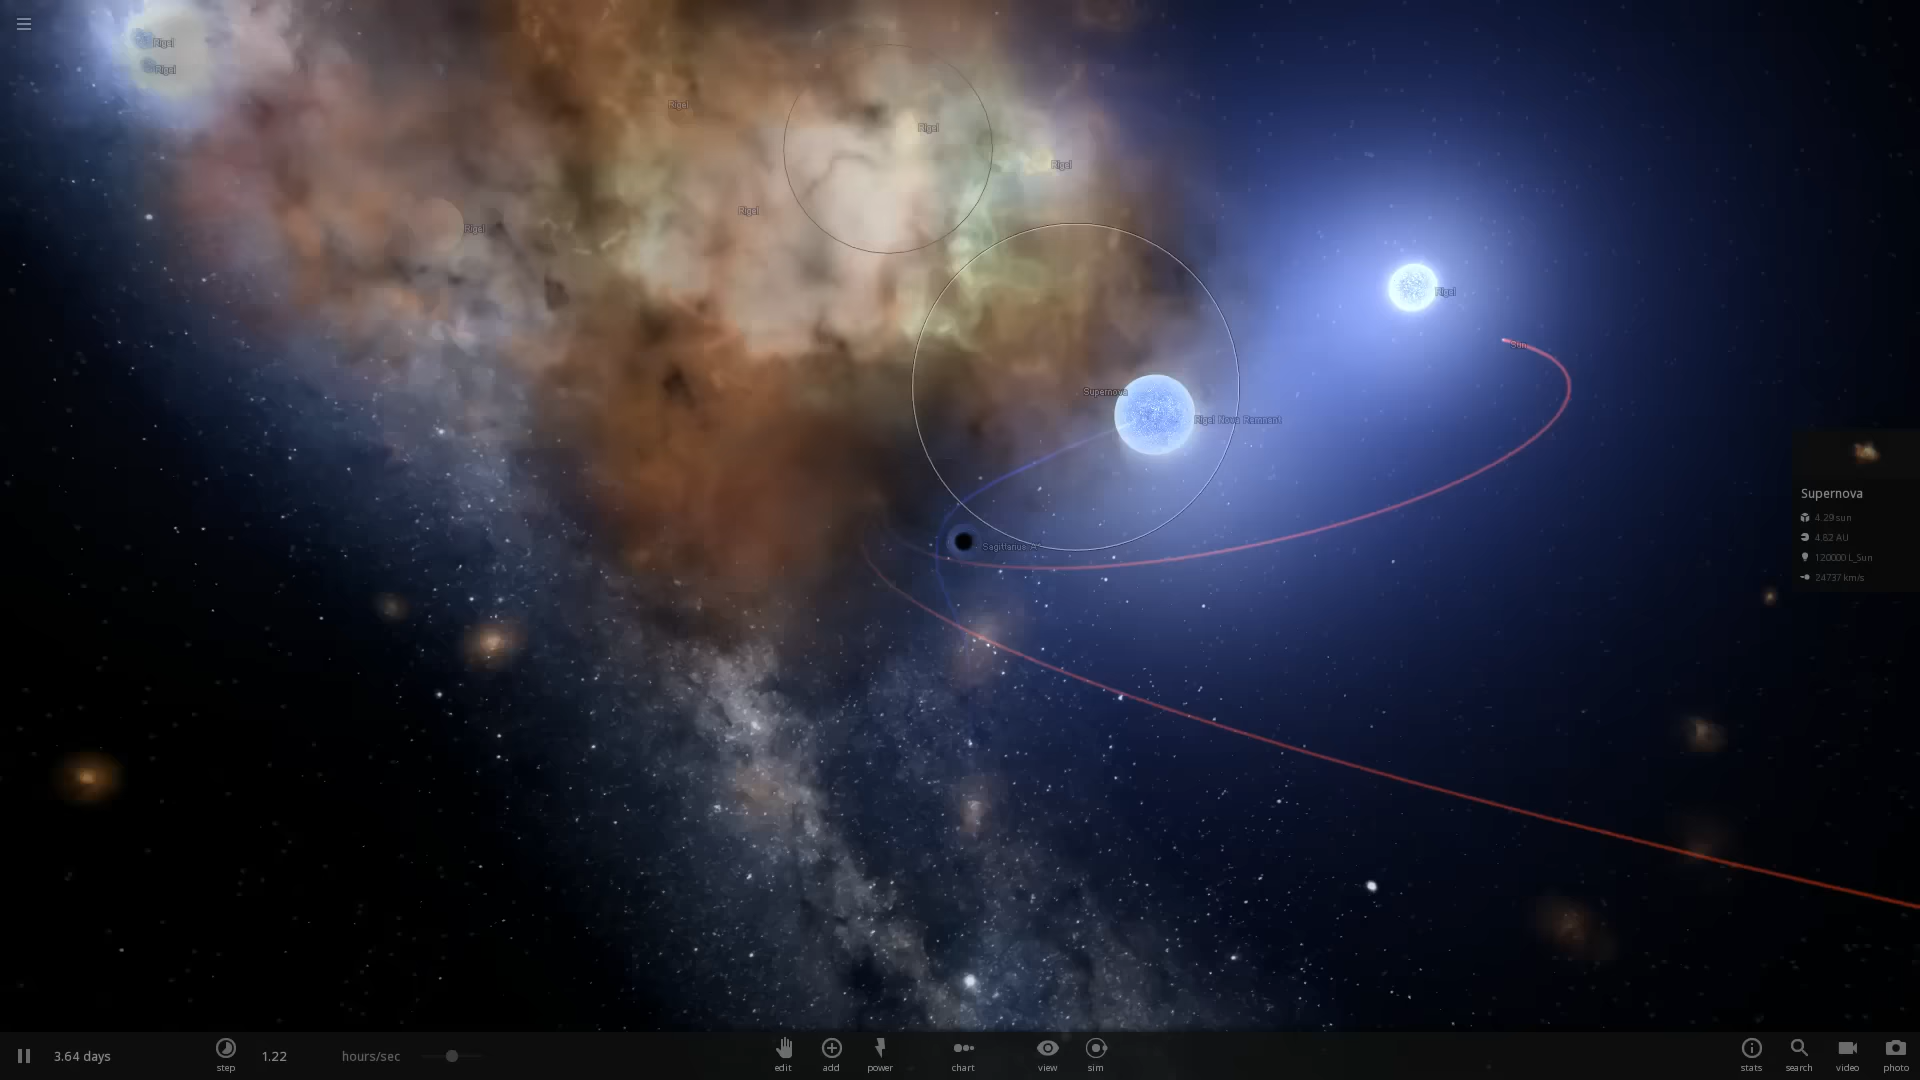 Rigel
Rigel
Rigel
Rigel
Rigel
Rigel
Rigel
Rigel
Sun
Supernova
Rigel Nova Remnant
Sagittarius A*
Supernova
4.29 sun
4.82 AU
120000 L_Sun
24737 km/s
3.64 days
step
1.22
hours/sec
edit
add
power
chart
view
sim
stats
search
video
photo